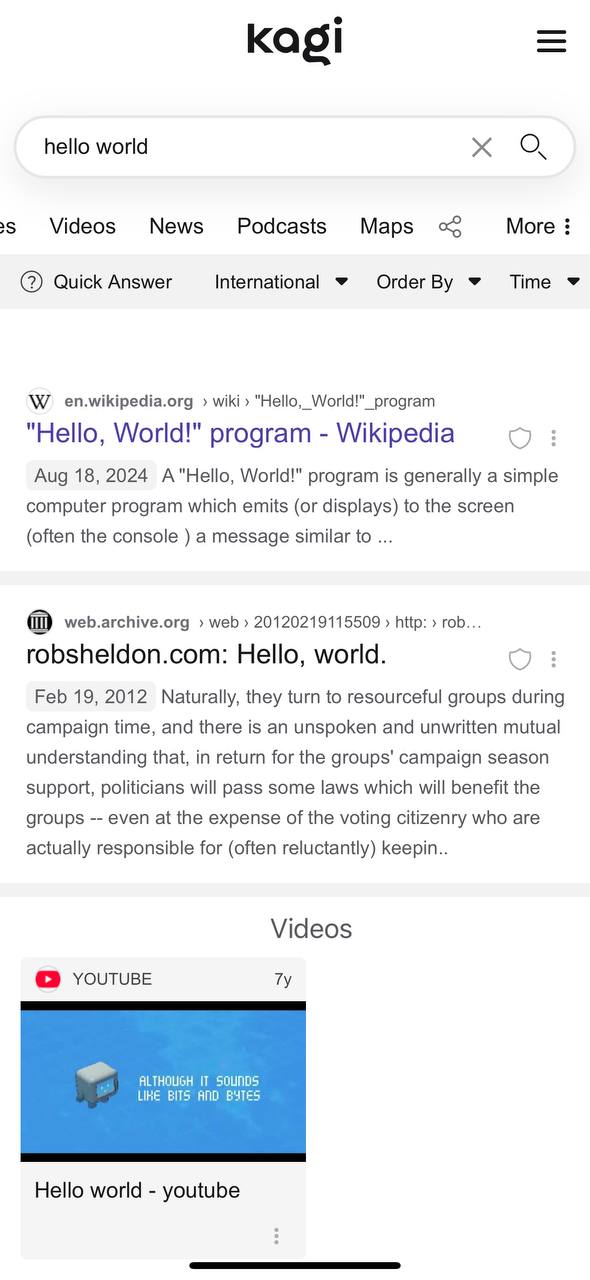 kagi
hello world
es Videos News Podcasts Maps More
? Quick Answer International Order By Time
W en.wikipedia.org › wiki › "Hello,_World!"_program
"Hello, World!" program - Wikipedia
Aug 18, 2024 A "Hello, World!" program is generally a simple
computer program which emits (or displays) to the screen
(often the console ) a message similar to ...
web.archive.org › web › 20120219115509 › http: › rob…
robsheldon.com: Hello, world.
Feb 19, 2012 Naturally, they turn to resourceful groups during
campaign time, and there is an unspoken and unwritten mutual
understanding that, in return for the groups' campaign season
support, politicians will pass some laws which will benefit the
groups -- even at the expense of the voting citizenry who are
actually responsible for (often reluctantly) keepin..
Videos
YOUTUBE 7y
ALTHOUGH IT SOUNDS
LIKE BITS AND BYTES
Hello world - youtube